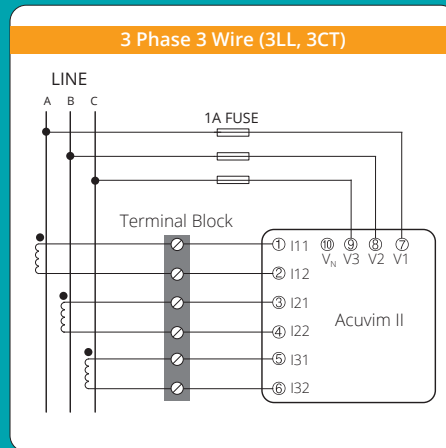 3 Phase 3 Wire (3LL, 3CT)
LINE
A B C
1A FUSE
Terminal Block
① I11 ⑩ ⑨ ⑧ ⑦
VN V3 V2 V1
② I12
③ I21
Acuvim II
④ I22
⑤ I31
⑥ I32